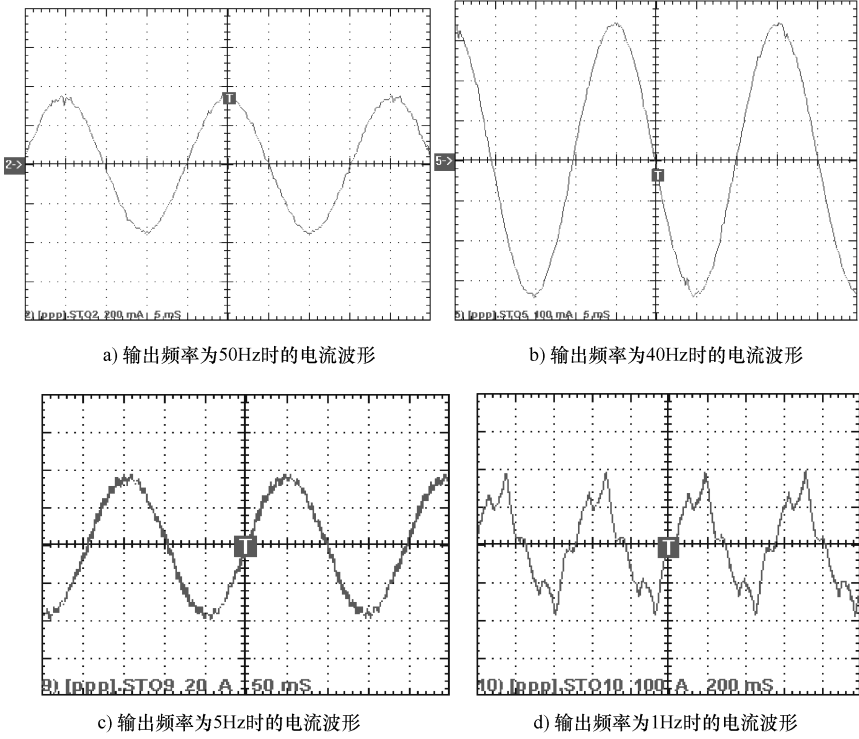 T
2->
2) [ppp].STO2 200 mA 5 mS
T
5->
5) [ppp].STO5 100 mA 5 mS
a) 输出频率为50Hz时的电流波形
b) 输出频率为40Hz时的电流波形
T
9) [ppp].STO9 20 A 50 mS
T
10) [ppp].STO10 100 A 200 mS
c) 输出频率为5Hz时的电流波形
d) 输出频率为1Hz时的电流波形